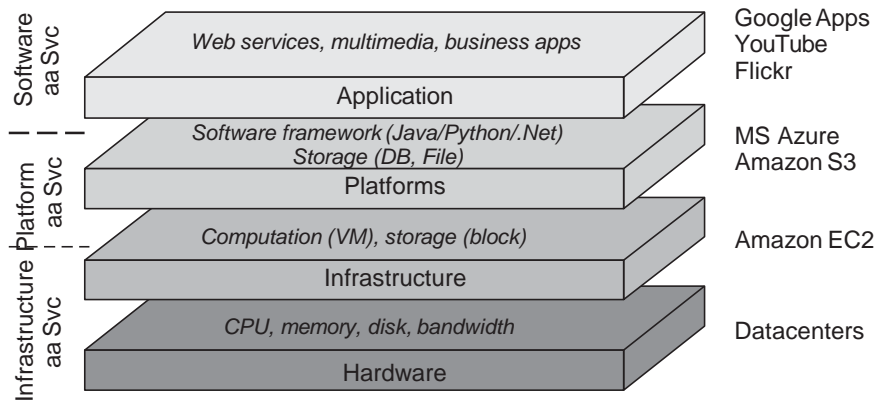 Software
aa Svc
Web services, multimedia, business apps
Application
Google Apps
YouTube
Flickr
Platform
aa Svc
Software framework (Java/Python/.Net)
Storage (DB, File)
Platforms
MS Azure
Amazon S3
Infrastructure
aa Svc
Computation (VM), storage (block)
Infrastructure
Amazon EC2
CPU, memory, disk, bandwidth
Hardware
Datacenters